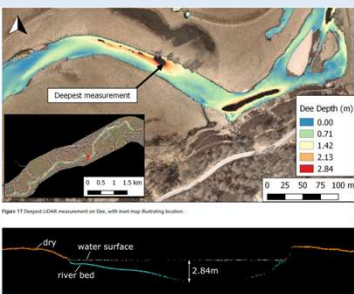 Deepest measurement
Dee Depth (m)
0.00
0.71
1.42
2.13
2.84
0 0.5 1 1.5 km
0 25 50 75 100 m
Figure 17 Deepest LiDAR measurement on Dee, with inset map illustrating location.
dry
water surface
river bed
2.84m